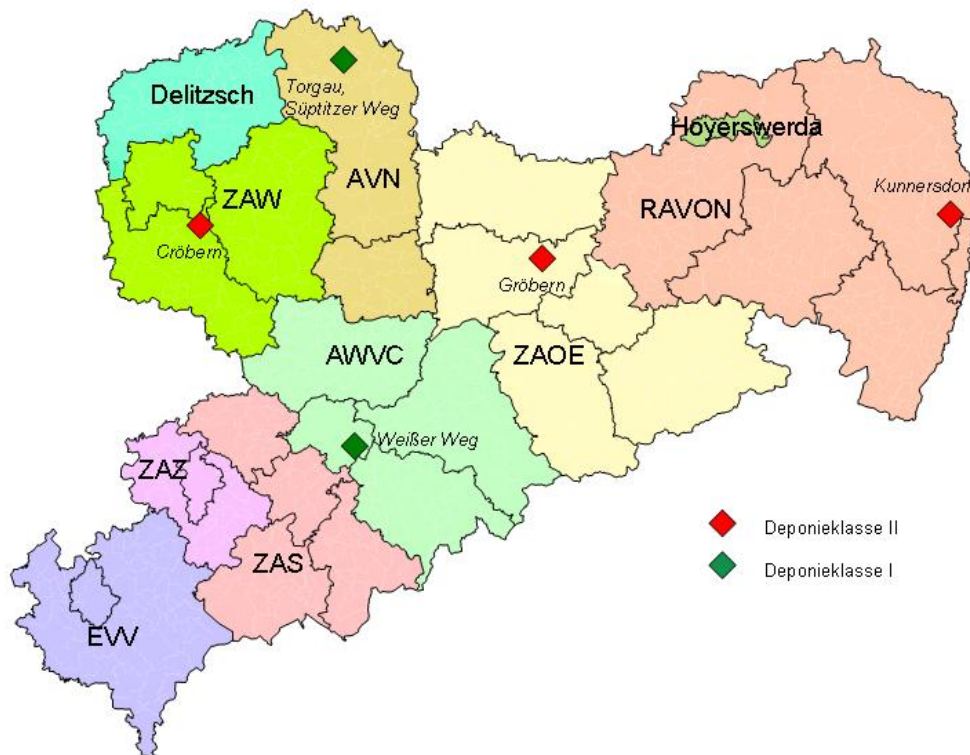 Delitzsch
Torgau,
Süptitzer Weg
Hoyerswerda
ZAW
AVN
RAVON
Kunnersdorf
Cröbern
Gröbern
AWVC
ZAOE
Weißer Weg
ZAZ
Deponieklasse II
ZAS
Deponieklasse I
EVV